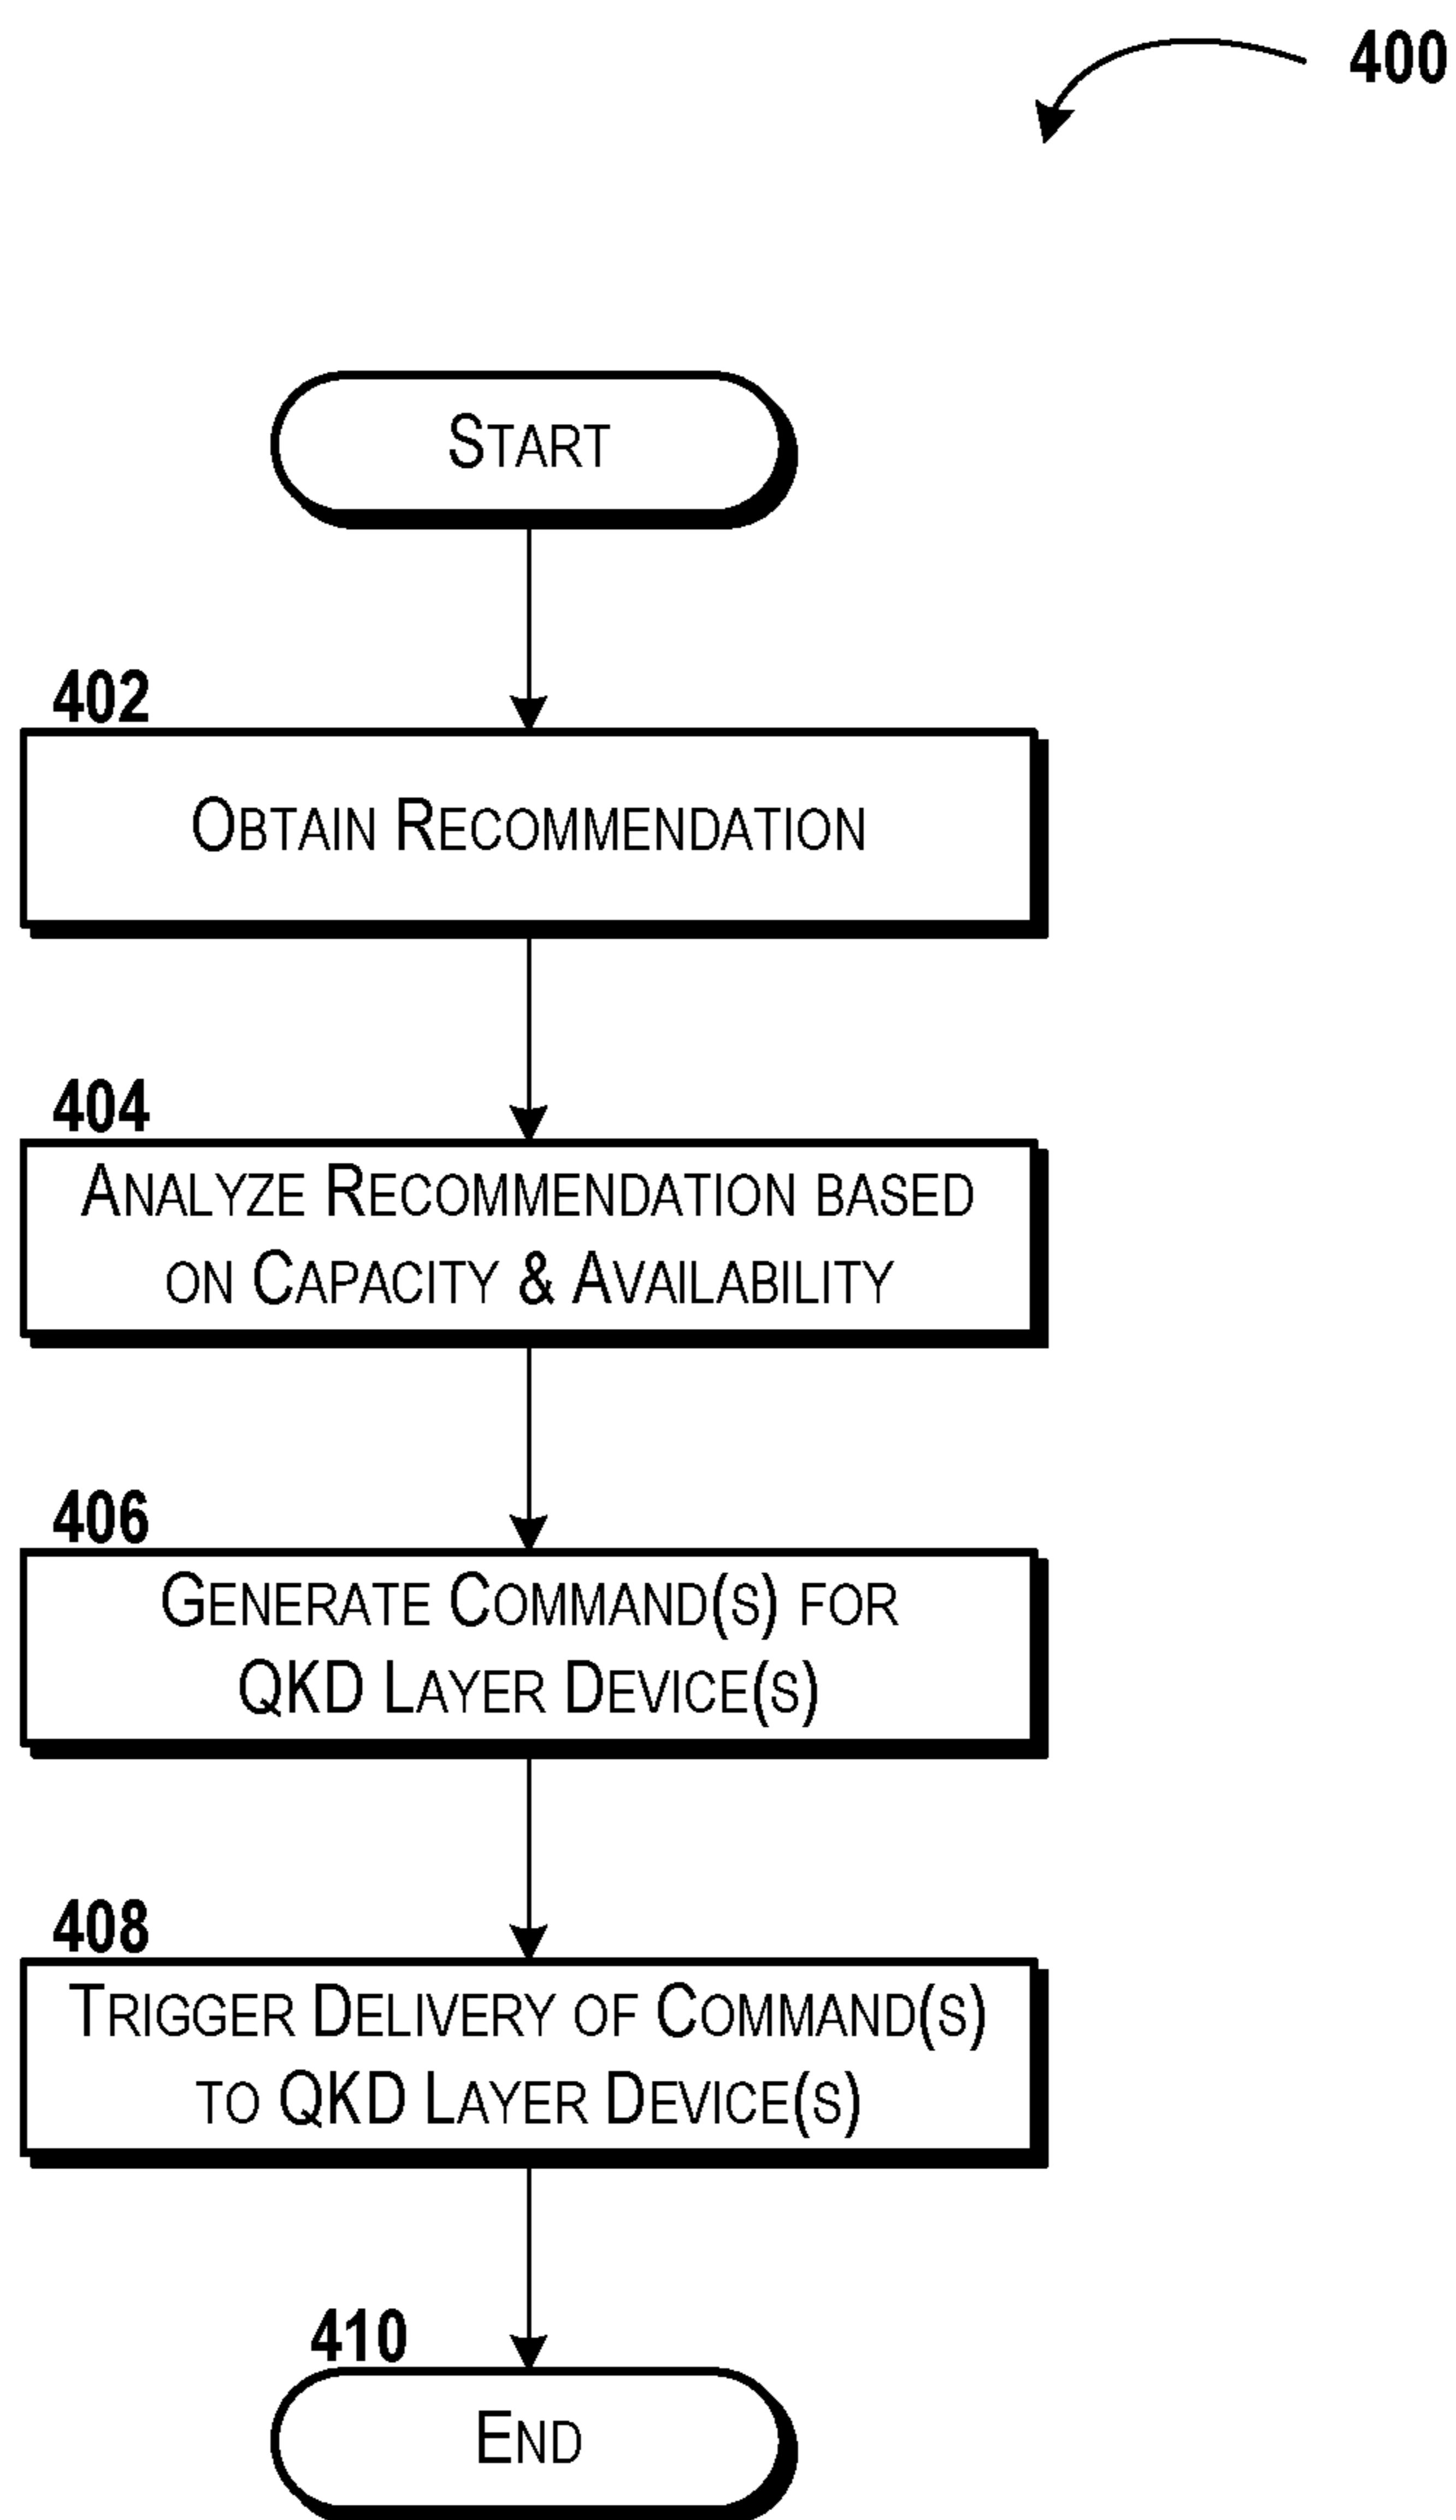 400
START
402
OBTAIN RECOMMENDATION
404
ANALYZE RECOMMENDATION BASED
ON CAPACITY & AVAILABILITY
406
GENERATE COMMAND(S) FOR
QKD LAYER DEVICE(S)
408
TRIGGER DELIVERY OF COMMAND(S)
TO QKD LAYER DEVICE(S)
410
END